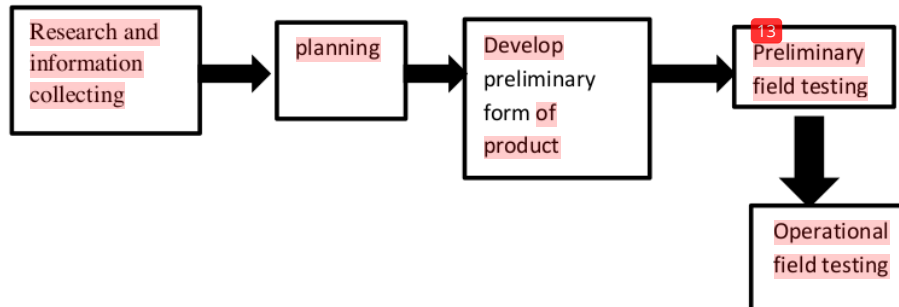 Research and
information
collecting
planning
Develop
preliminary
form of
product
13
Preliminary
field testing
Operational
field testing